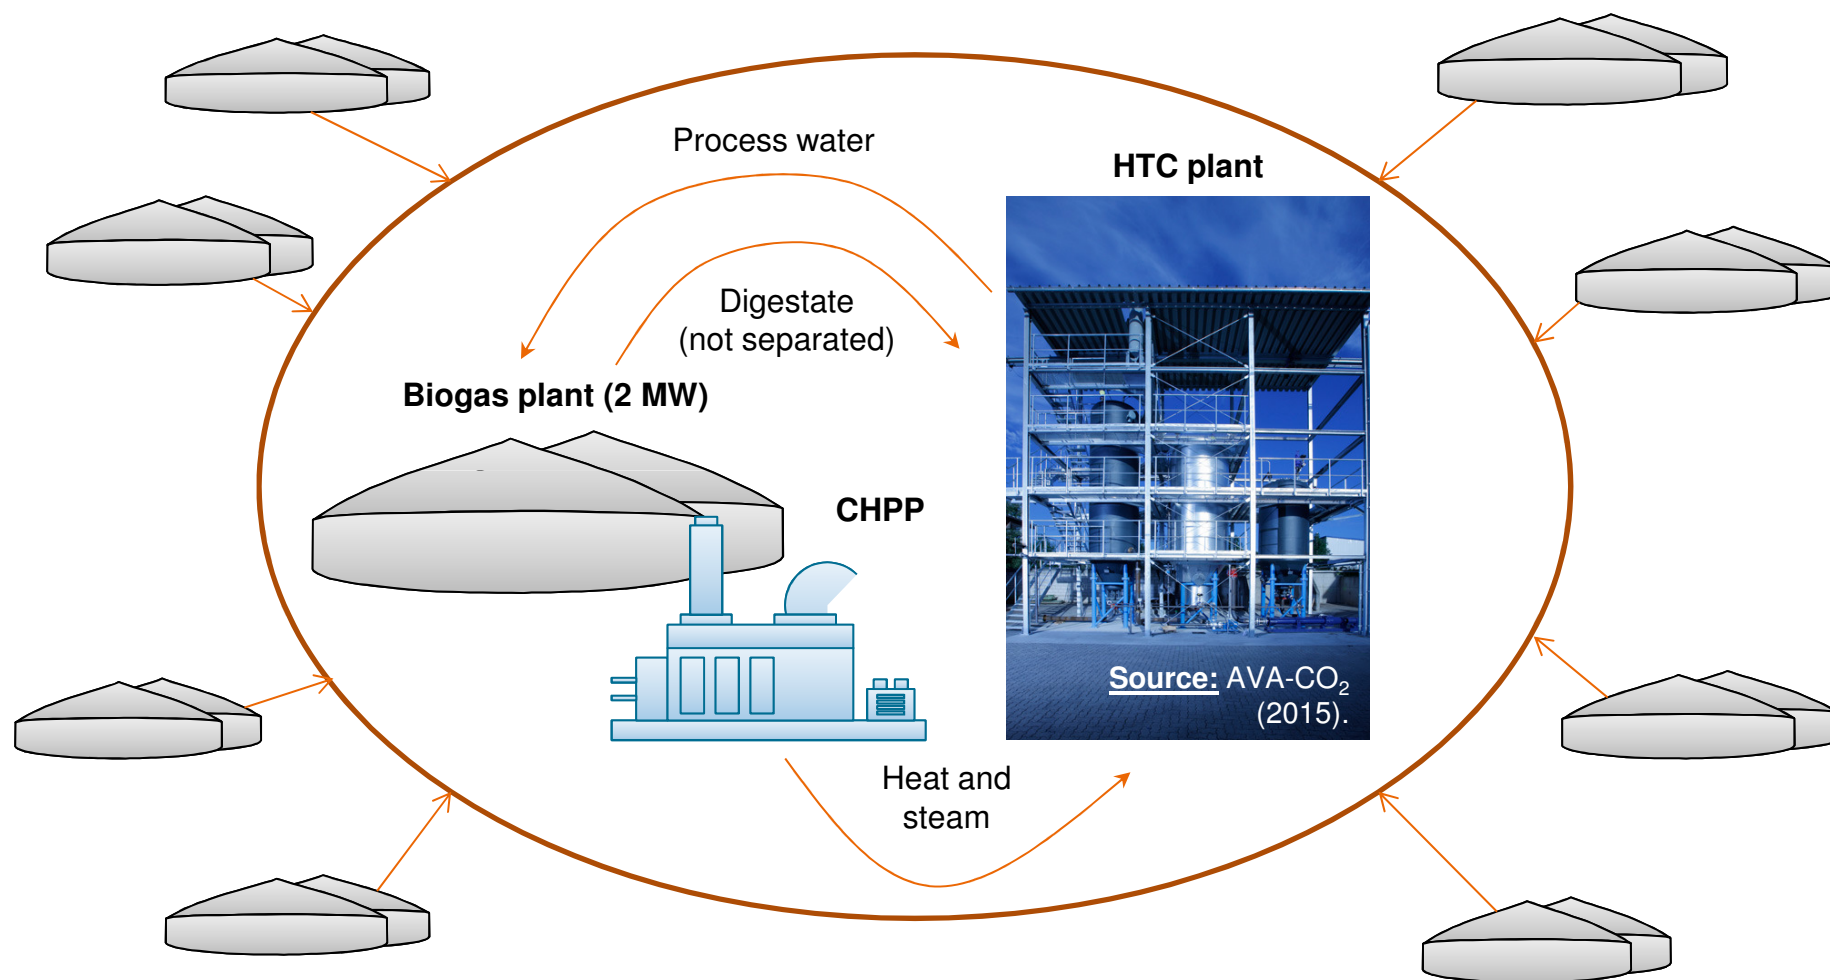 Process water
HTC plant
Digestate
(not separated)
Biogas plant (2 MW)
CHPP
Source: AVA-CO₂
(2015).
Heat and
steam